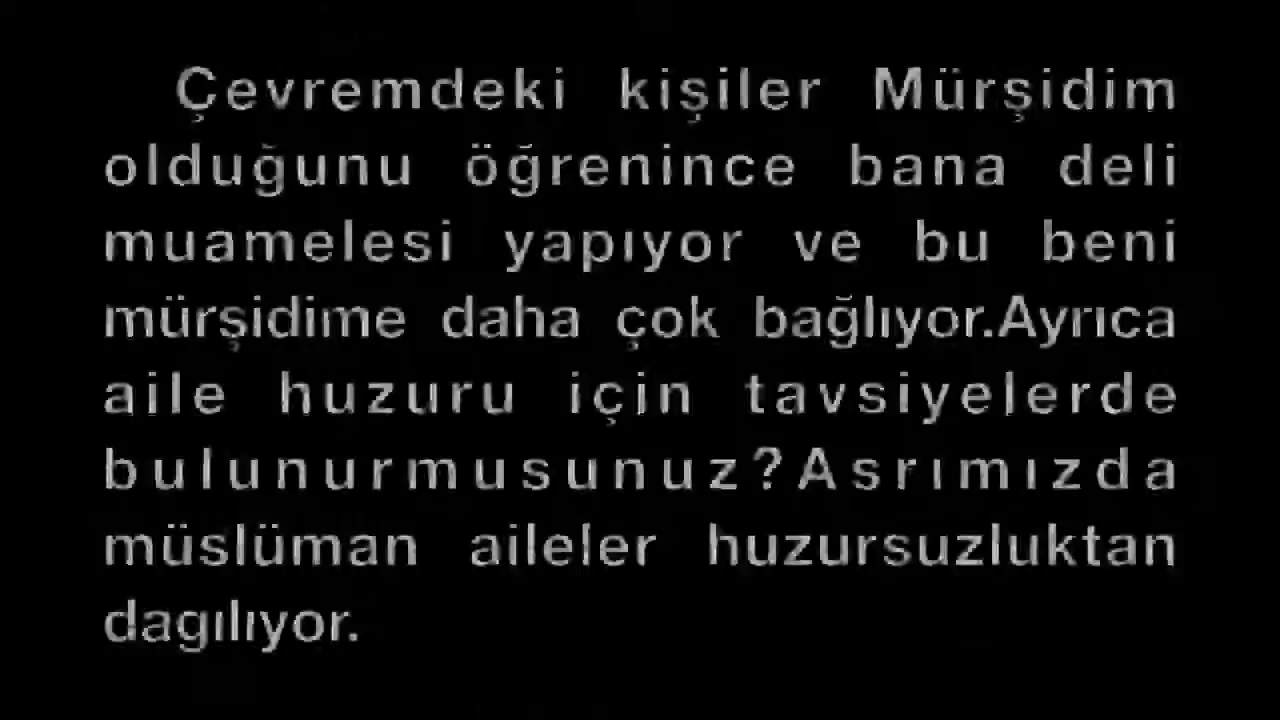 Çevremdeki kişiler Mürşidim
olduğunu öğrenince bana deli
muamelesi yapıyor ve bu beni
mürşidime daha çok bağlıyor.Ayrıca
aile huzuru için tavsiyelerde
bulunurmusunuz?Asrımızda
müslüman aileler huzursuzluktan
dagılıyor.